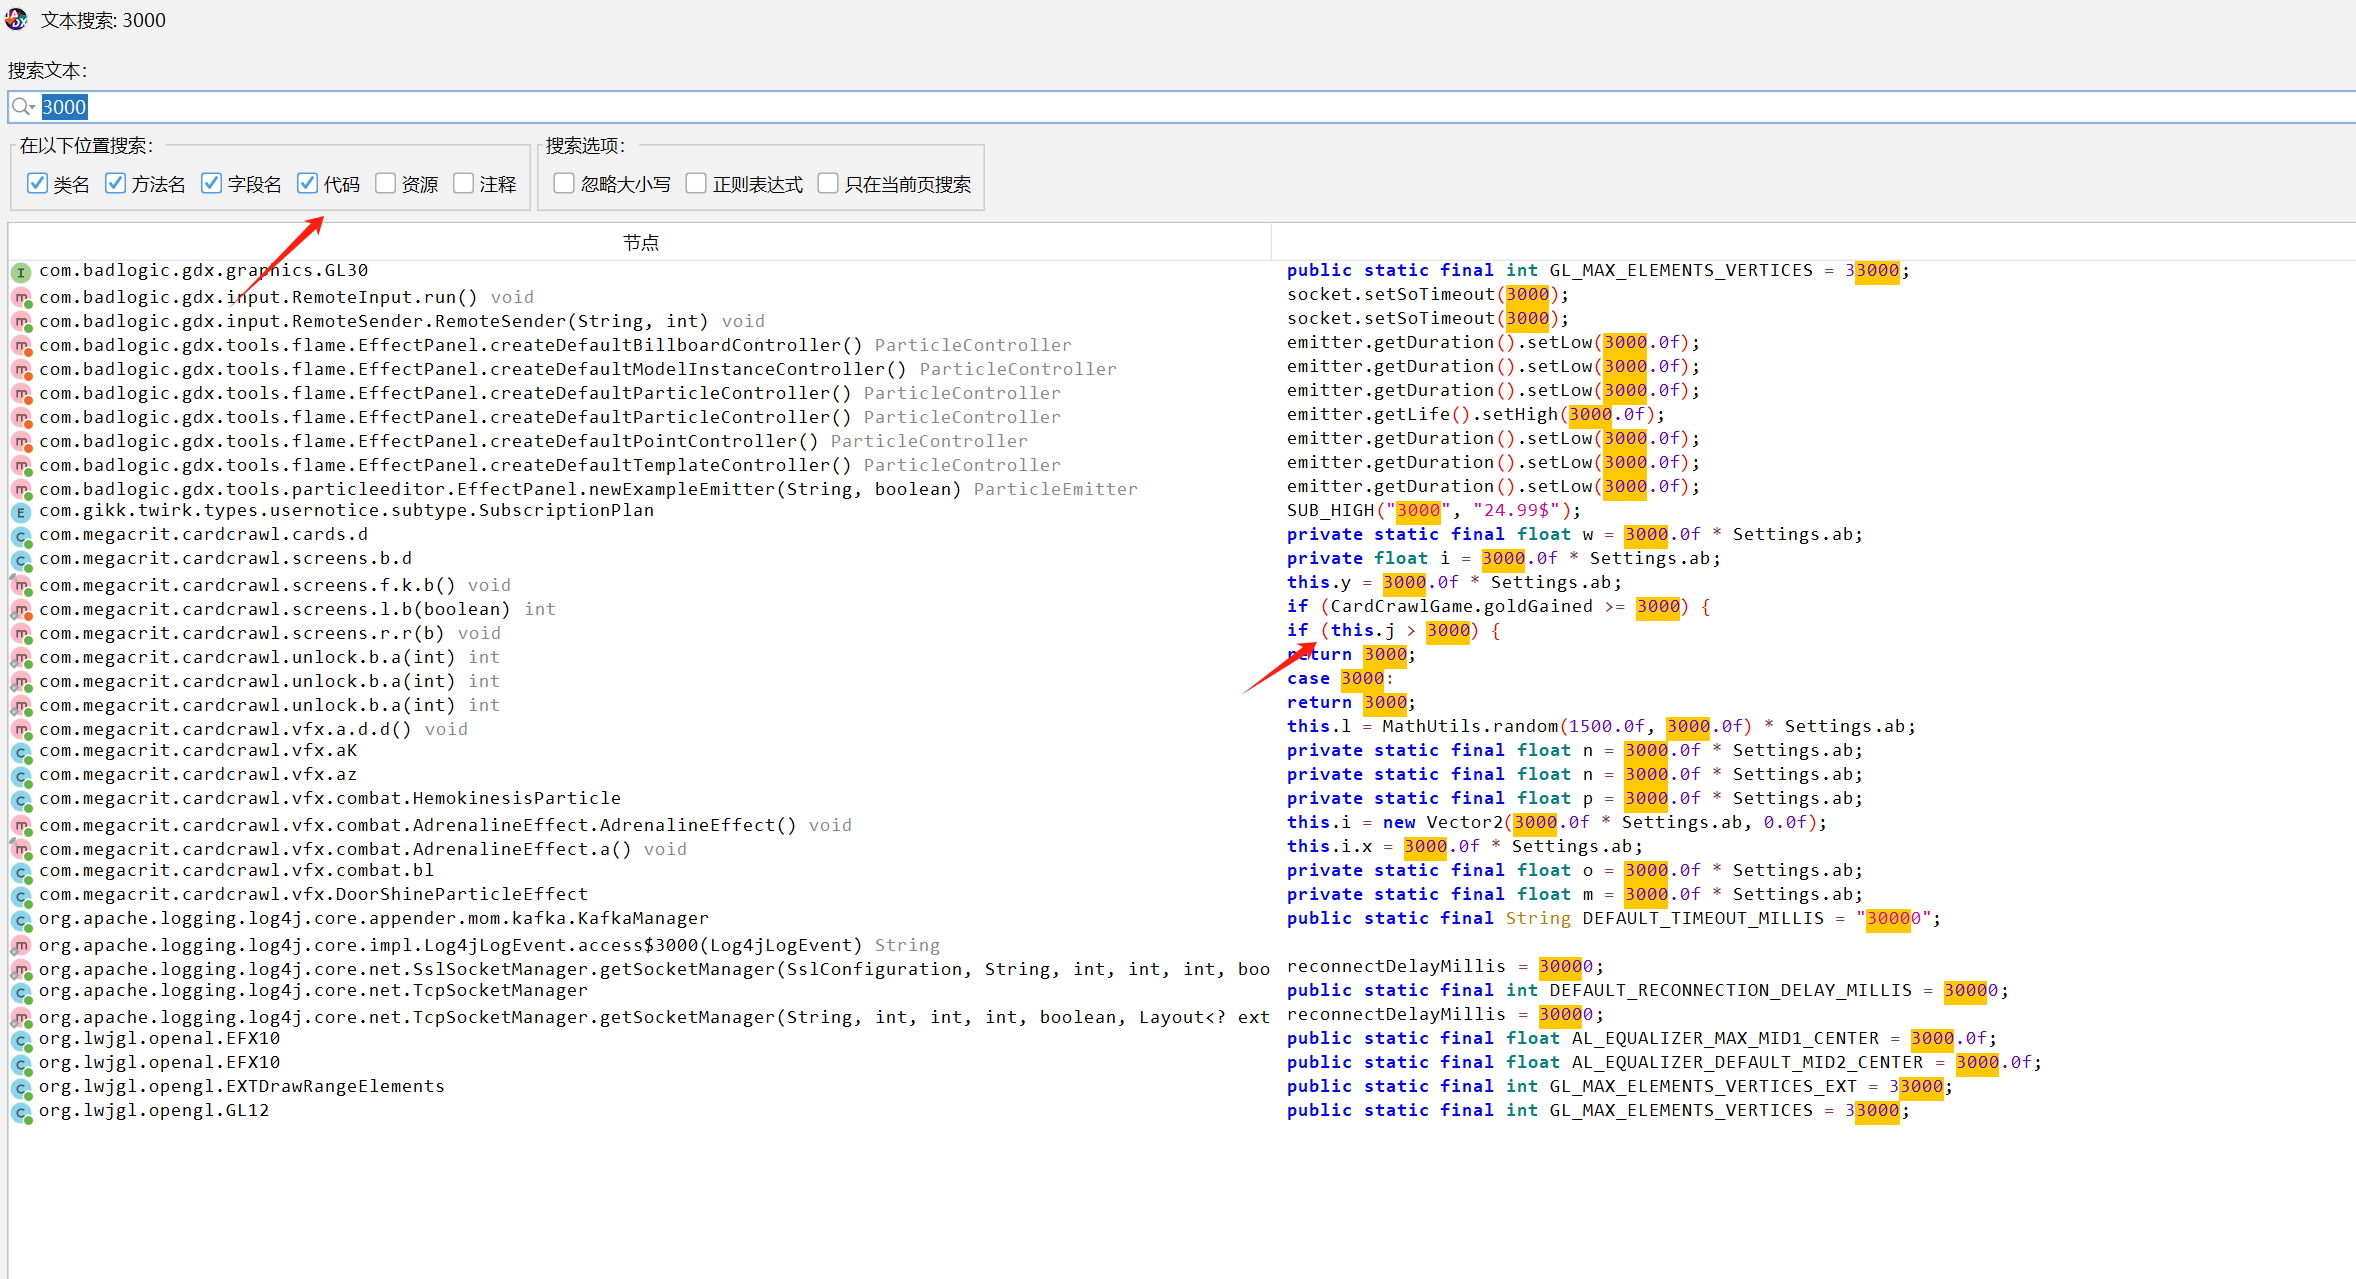 文本搜索: 3000
搜索文本:
3000
在以下位置搜索: 搜索选项:
类名 方法名 字段名 代码 资源 注释 忽略大小写 正则表达式 只在当前页搜索
节点
com.badlogic.gdx.graphics.GL30 public static final int GL_MAX_ELEMENTS_VERTICES = 33000;
com.badlogic.gdx.input.RemoteInput.run() void socket.setSoTimeout(3000);
com.badlogic.gdx.input.RemoteSender.RemoteSender(String, int) void socket.setSoTimeout(3000);
com.badlogic.gdx.tools.flame.EffectPanel.createDefaultBillboardController() ParticleController emitter.getDuration().setLow(3000.0f);
com.badlogic.gdx.tools.flame.EffectPanel.createDefaultModelInstanceController() ParticleController emitter.getDuration().setLow(3000.0f);
com.badlogic.gdx.tools.flame.EffectPanel.createDefaultParticleController() ParticleController emitter.getDuration().setLow(3000.0f);
com.badlogic.gdx.tools.flame.EffectPanel.createDefaultParticleController() ParticleController emitter.getLife().setHigh(3000.0f);
com.badlogic.gdx.tools.flame.EffectPanel.createDefaultPointController() ParticleController emitter.getDuration().setLow(3000.0f);
com.badlogic.gdx.tools.flame.EffectPanel.createDefaultTemplateController() ParticleController emitter.getDuration().setLow(3000.0f);
com.badlogic.gdx.tools.particleeditor.EffectPanel.newExampleEmitter(String, boolean) ParticleEmitter emitter.getDuration().setLow(3000.0f);
com.gikk.twirk.types.usernotice.subtype.SubscriptionPlan SUB_HIGH("3000", "24.99$");
com.megacrit.cardcrawl.cards.d private static final float w = 3000.0f * Settings.ab;
com.megacrit.cardcrawl.screens.b.d private float i = 3000.0f * Settings.ab;
com.megacrit.cardcrawl.screens.f.k.b() void this.y = 3000.0f * Settings.ab;
com.megacrit.cardcrawl.screens.l.b(boolean) int if (CardCrawlGame.goldGained >= 3000) {
com.megacrit.cardcrawl.screens.r.r(b) void if (this.j > 3000) {
com.megacrit.cardcrawl.unlock.b.a(int) int return 3000;
com.megacrit.cardcrawl.unlock.b.a(int) int case 3000:
com.megacrit.cardcrawl.unlock.b.a(int) int return 3000;
com.megacrit.cardcrawl.vfx.a.d.d() void this.l = MathUtils.random(1500.0f, 3000.0f) * Settings.ab;
com.megacrit.cardcrawl.vfx.aK private static final float n = 3000.0f * Settings.ab;
com.megacrit.cardcrawl.vfx.az private static final float n = 3000.0f * Settings.ab;
com.megacrit.cardcrawl.vfx.combat.HemokinesisParticle private static final float p = 3000.0f * Settings.ab;
com.megacrit.cardcrawl.vfx.combat.AdrenalineEffect.AdrenalineEffect() void this.i = new Vector2(3000.0f * Settings.ab, 0.0f);
com.megacrit.cardcrawl.vfx.combat.AdrenalineEffect.a() void this.i.x = 3000.0f * Settings.ab;
com.megacrit.cardcrawl.vfx.combat.bl private static final float o = 3000.0f * Settings.ab;
com.megacrit.cardcrawl.vfx.DoorShineParticleEffect private static final float m = 3000.0f * Settings.ab;
org.apache.logging.log4j.core.appender.mom.kafka.KafkaManager public static final String DEFAULT_TIMEOUT_MILLIS = "30000";
org.apache.logging.log4j.core.impl.Log4jLogEvent.access$3000(Log4jLogEvent) String
org.apache.logging.log4j.core.net.SslSocketManager.getSocketManager(SslConfiguration, String, int, int, int, boo reconnectDelayMillis = 30000;
org.apache.logging.log4j.core.net.TcpSocketManager public static final int DEFAULT_RECONNECTION_DELAY_MILLIS = 30000;
org.apache.logging.log4j.core.net.TcpSocketManager.getSocketManager(String, int, int, int, boolean, Layout<? ext reconnectDelayMillis = 30000;
org.lwjgl.openal.EFX10 public static final float AL_EQUALIZER_MAX_MID1_CENTER = 3000.0f;
org.lwjgl.openal.EFX10 public static final float AL_EQUALIZER_DEFAULT_MID2_CENTER = 3000.0f;
org.lwjgl.opengl.EXTDrawRangeElements public static final int GL_MAX_ELEMENTS_VERTICES_EXT = 33000;
org.lwjgl.opengl.GL12 public static final int GL_MAX_ELEMENTS_VERTICES = 33000;